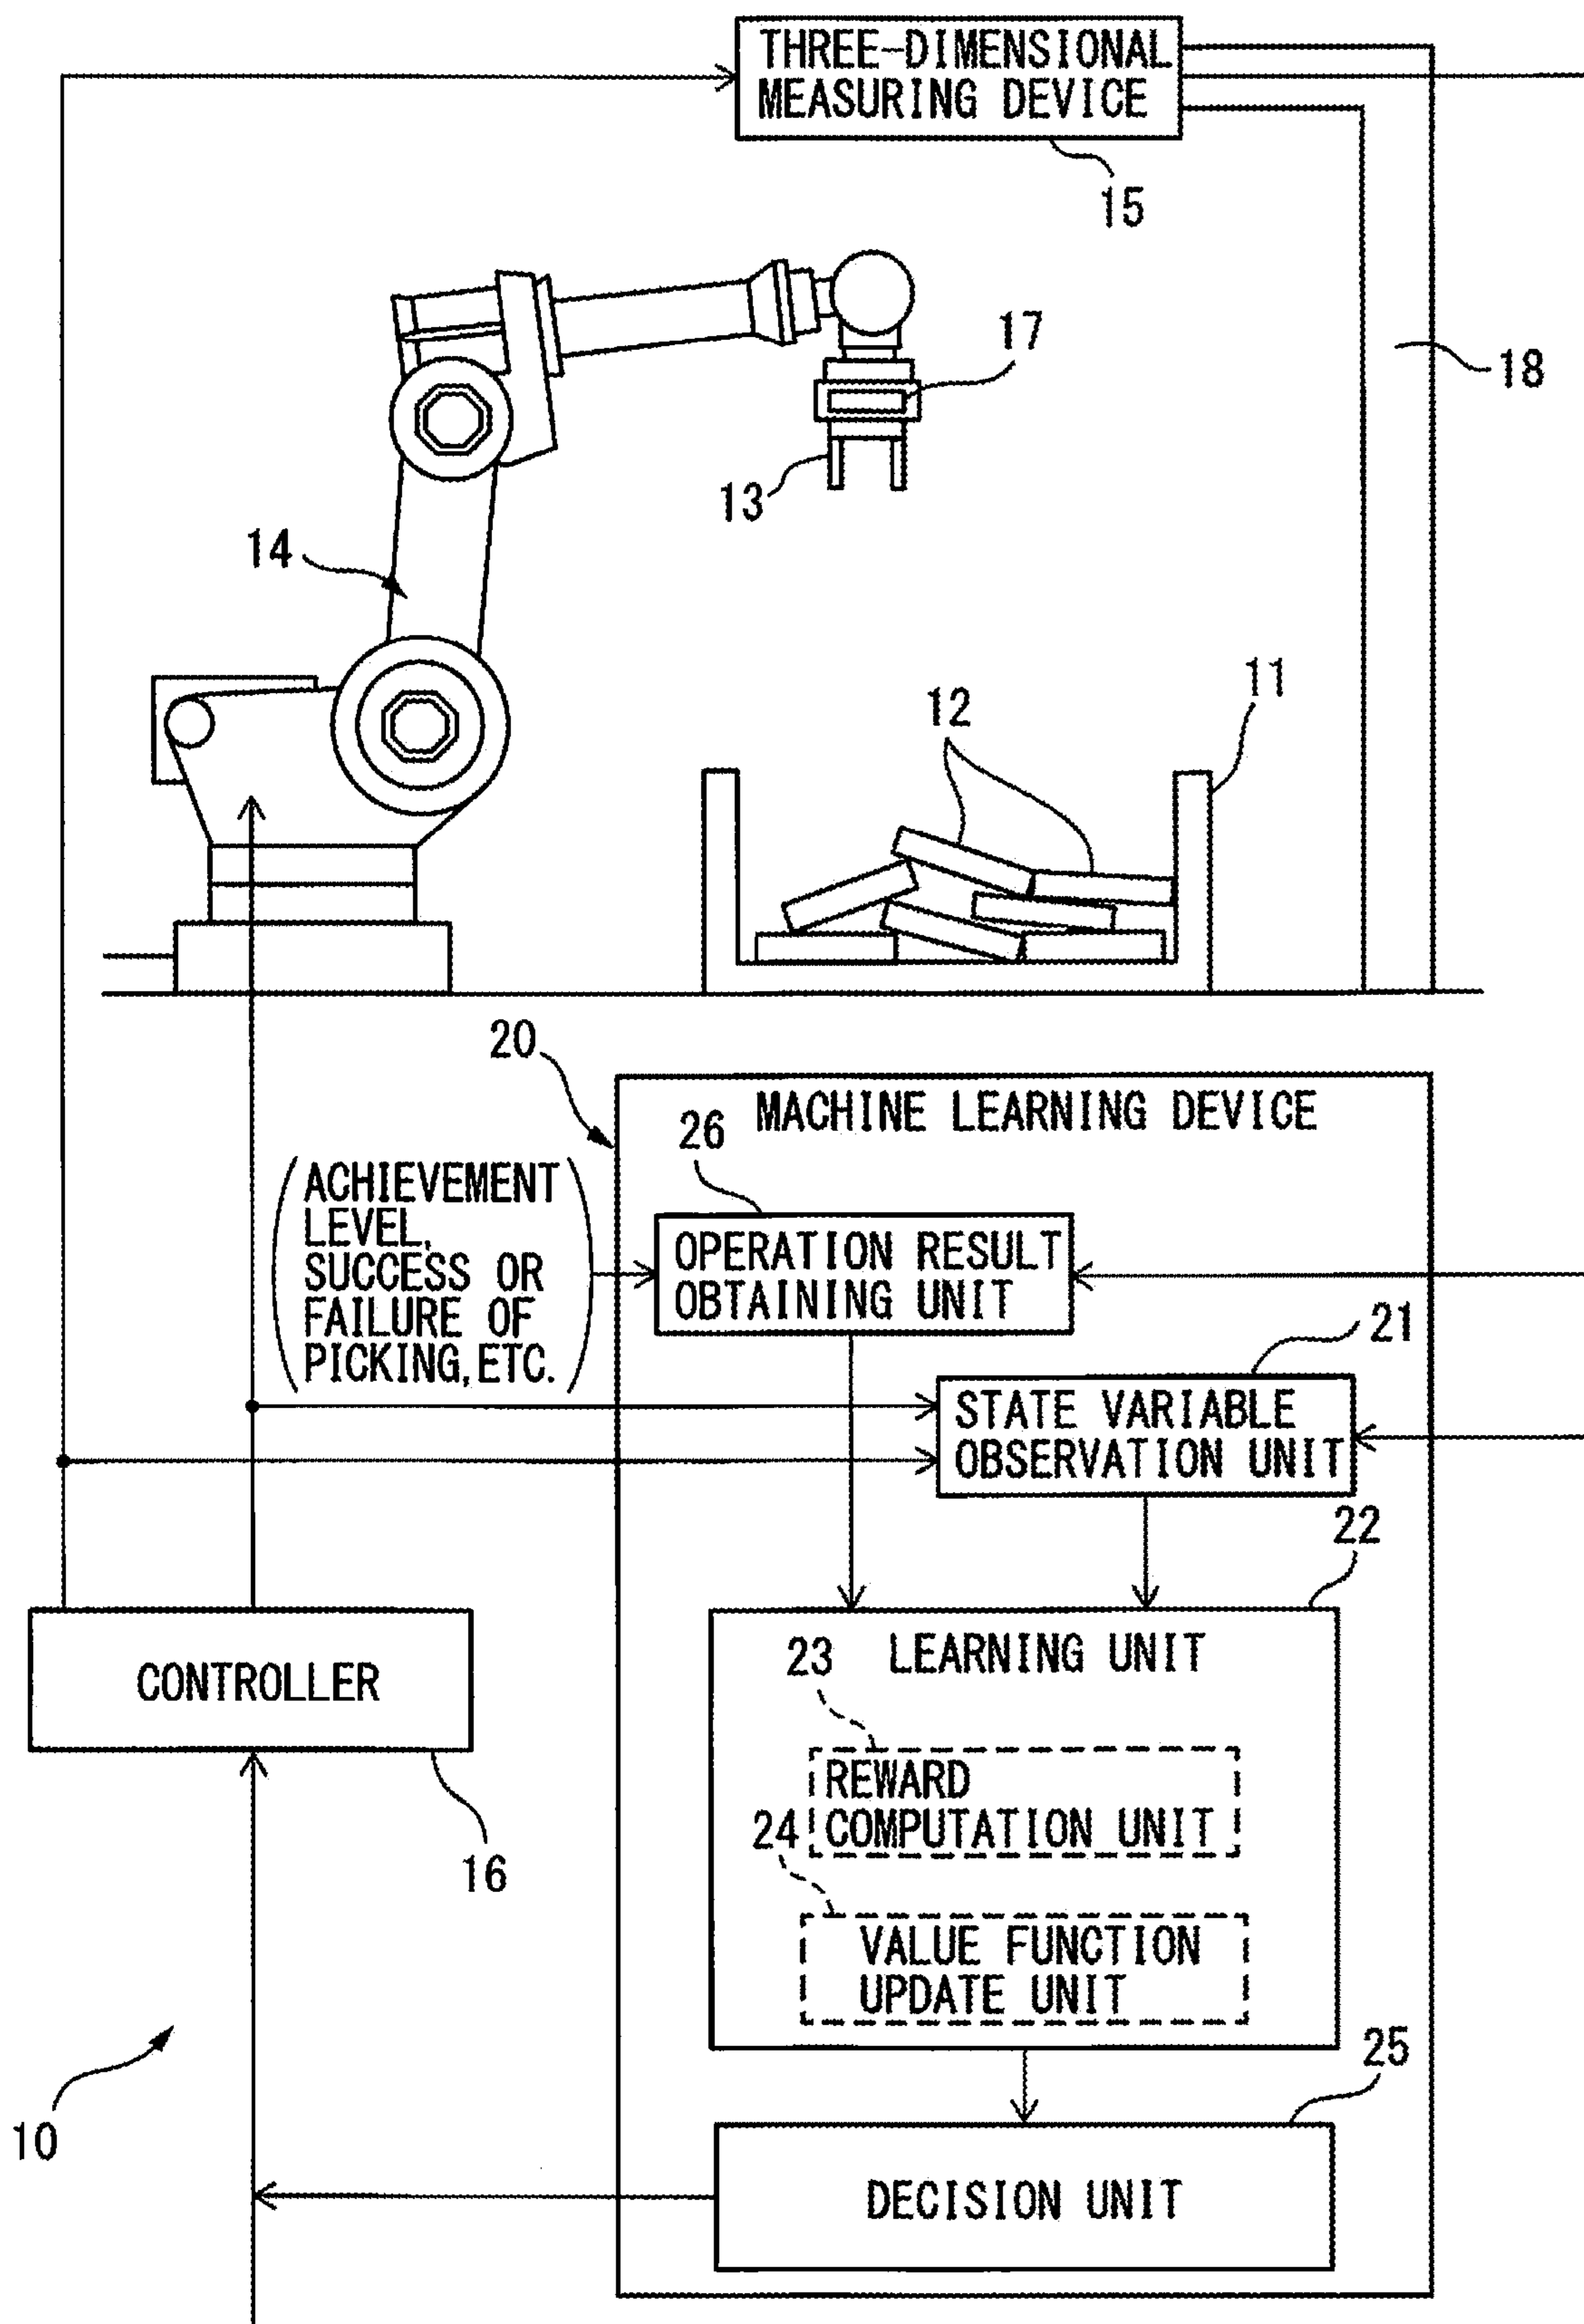 THREE-DIMENSIONAL
MEASURING DEVICE
15
17
18
13
14
11
12
20
MACHINE LEARNING DEVICE
26
ACHIEVEMENT
LEVEL,
SUCCESS OR
FAILURE OF
PICKING, ETC.
OPERATION RESULT
OBTAINING UNIT
21
STATE VARIABLE
OBSERVATION UNIT
22
LEARNING UNIT
23
CONTROLLER
REWARD
COMPUTATION UNIT
24
16
VALUE FUNCTION
UPDATE UNIT
25
10
DECISION UNIT